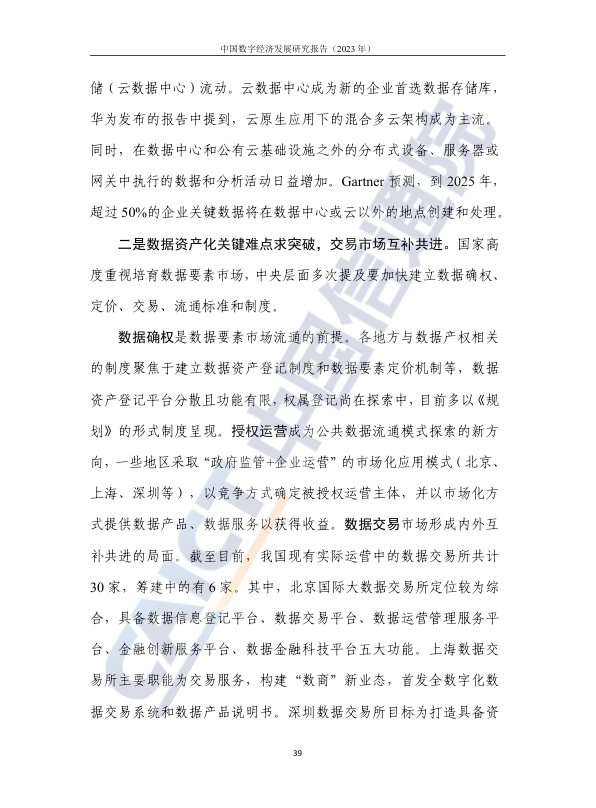 中国数字经济发展研究报告（2023 年）
储（云数据中心）流动。云数据中心成为新的企业首选数据存储库，
华为发布的报告中提到，云原生应用下的混合多云架构成为主流。
同时，在数据中心和公有云基础设施之外的分布式设备、服务器或
网关中执行的数据和分析活动日益增加。Gartner 预测，到 2025 年，
超过 50%的企业关键数据将在数据中心或云以外的地点创建和处理。
二是数据资产化关键难点求突破，交易市场互补共进。国家高
度重视培育数据要素市场，中央层面多次提及要加快建立数据确权、
定价、交易、流通标准和制度。
数据确权是数据要素市场流通的前提。各地方与数据产权相关
的制度聚焦于建立数据资产登记制度和数据要素定价机制等，数据
资产登记平台分散且功能有限，权属登记尚在探索中，目前多以《规
划》的形式制度呈现。授权运营成为公共数据流通模式探索的新方
向，一些地区采取“政府监管+企业运营”的市场化应用模式（北京、
上海、深圳等），以竞争方式确定被授权运营主体，并以市场化方
式提供数据产品、数据服务以获得收益。数据交易市场形成内外互
补共进的局面。截至目前，我国现有实际运营中的数据交易所共计
30 家，筹建中的有 6 家。其中，北京国际大数据交易所定位较为综
合，具备数据信息登记平台、数据交易平台、数据运营管理服务平
台、金融创新服务平台、数据金融科技平台五大功能。上海数据交
易所主要职能为交易服务，构建“数商”新业态，首发全数字化数
据交易系统和数据产品说明书。深圳数据交易所目标为打造具备资
39
CAICT 中国信通院